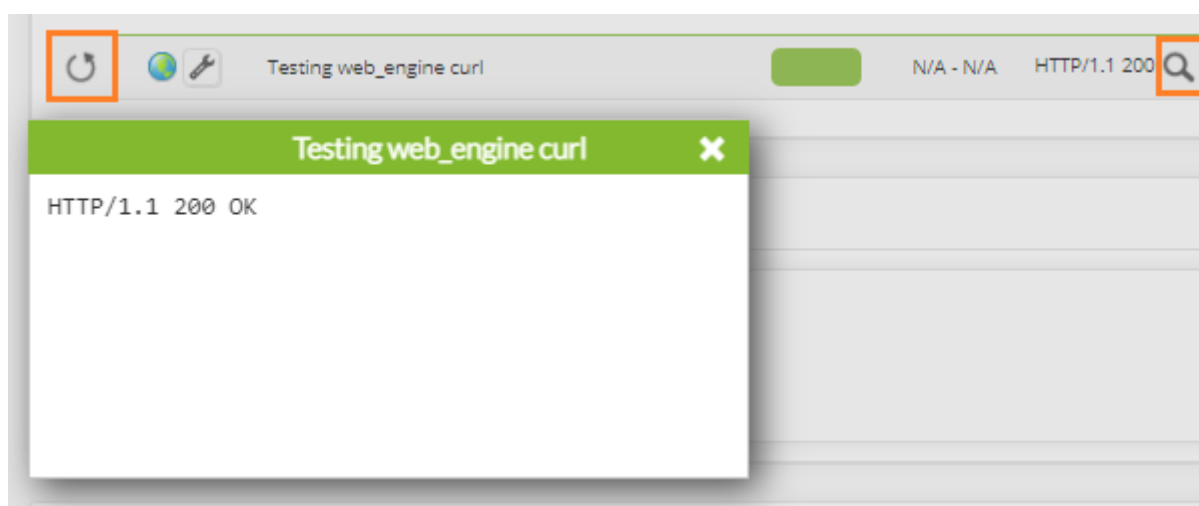 Testing web_engine curl N/A - N/A HTTP/1.1 200
Testing web_engine curl
HTTP/1.1 200 OK